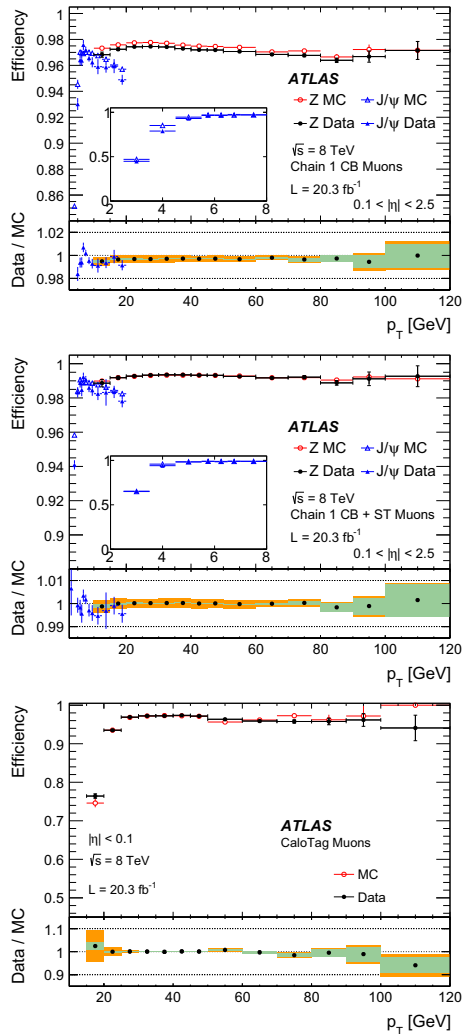 Efficiency
1
0.98
0.96
0.94
0.92
0.9
0.88
0.86
ATLAS
Z MC
J/ψ MC
Z Data
J/ψ Data
√s = 8 TeV
Chain 1 CB Muons
L = 20.3 fb⁻¹
0.1 < |η| < 2.5
1
0.5
0
2 4 6 8
Data / MC
1.02
1
0.98
20 40 60 80 100 120
p_T [GeV]
Efficiency
1
0.98
0.96
0.94
0.92
0.9
ATLAS
Z MC
J/ψ MC
Z Data
J/ψ Data
√s = 8 TeV
Chain 1 CB + ST Muons
L = 20.3 fb⁻¹
0.1 < |η| < 2.5
1
0.5
0
2 4 6 8
Data / MC
1.01
1
0.99
20 40 60 80 100 120
p_T [GeV]
Efficiency
1
0.9
0.8
0.7
0.6
0.5
|η| < 0.1
√s = 8 TeV
L = 20.3 fb⁻¹
ATLAS
CaloTag Muons
MC
Data
Data / MC
1.1
1
0.9
20 40 60 80 100 120
p_T [GeV]